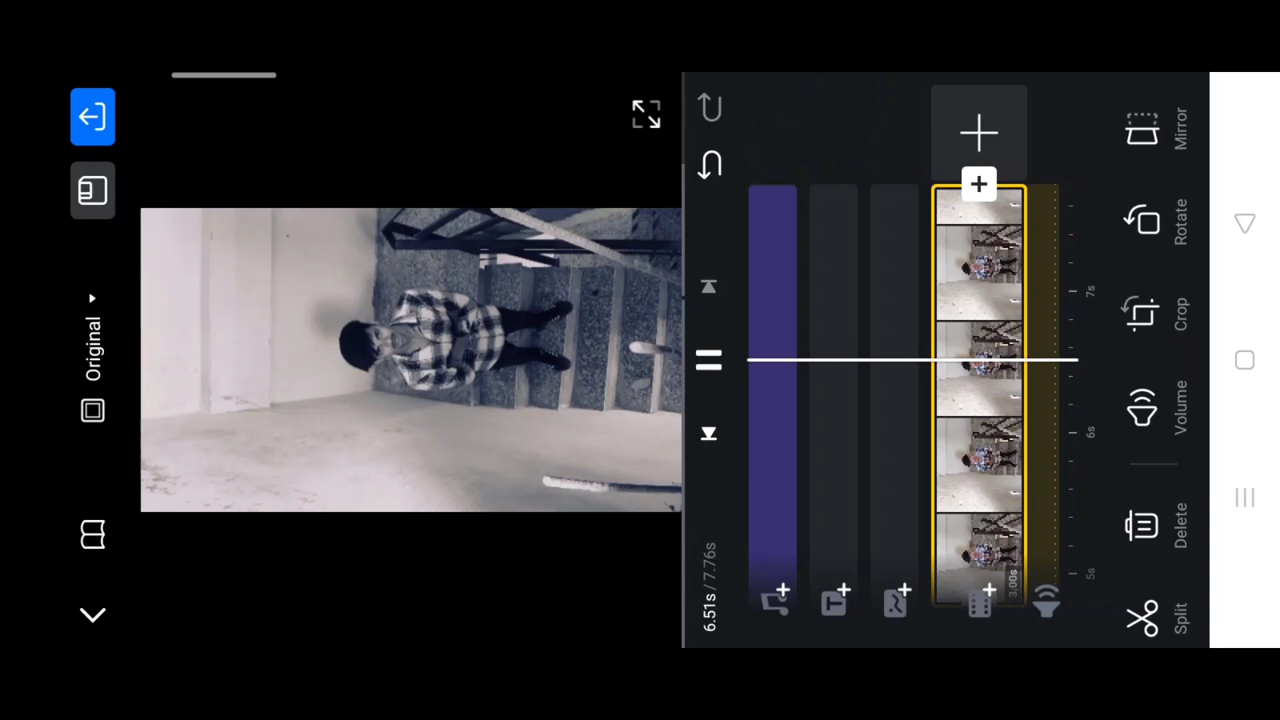 Original
6.51s / 7.76s
3:00s
5s
6s
7s
Split
Delete
Volume
Crop
Rotate
Mirror